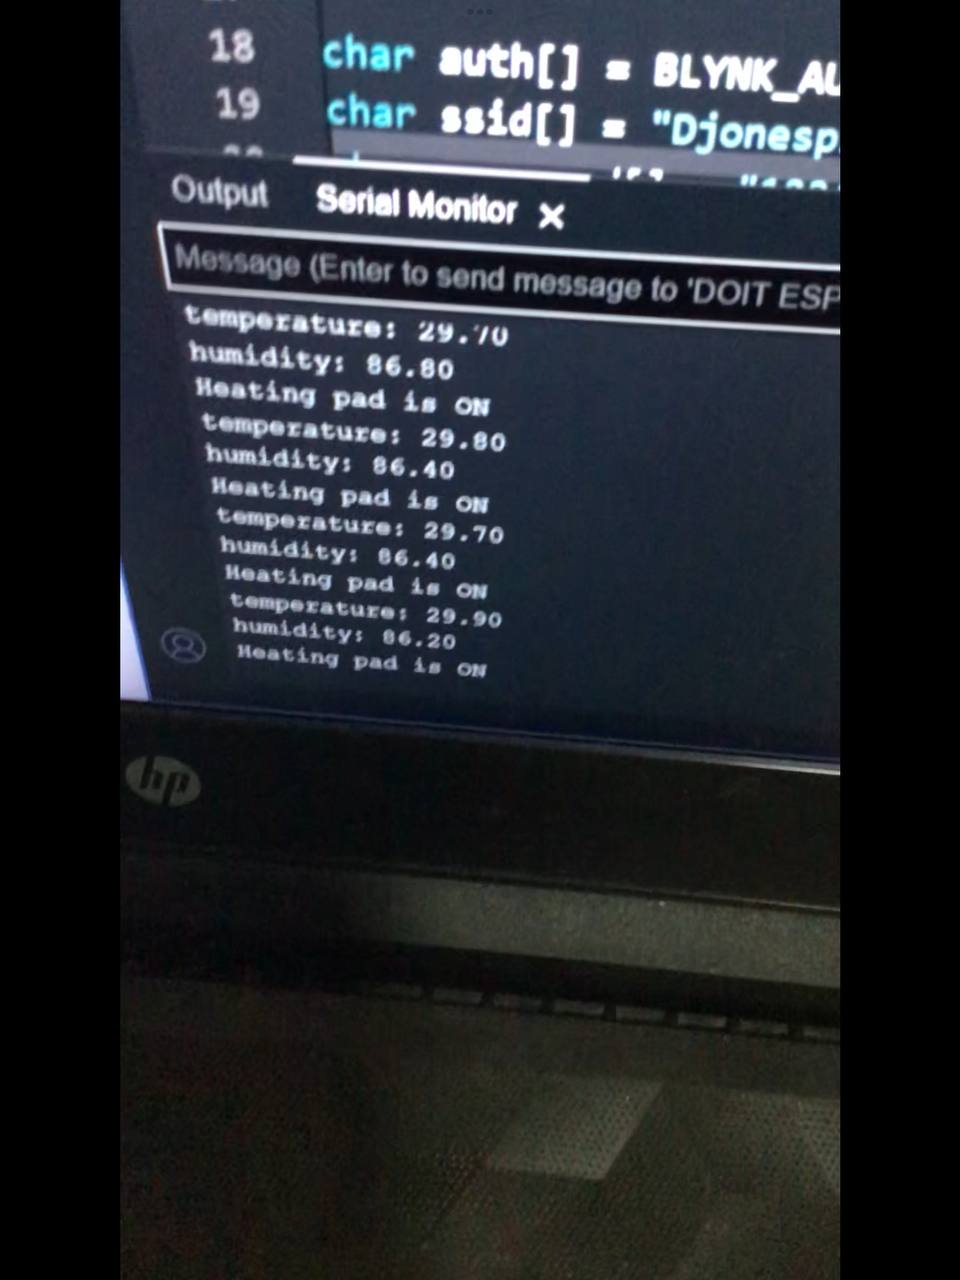 18 char auth[] = BLYNK_AU
19 char ssid[] = "Djonesp
Output Serial Monitor X
Message (Enter to send message to 'DOIT ESP
temperature: 29.70
humidity: 86.80
Heating pad is ON
temperature: 29.80
humidity: 86.40
Heating pad is ON
temperature: 29.70
humidity: 86.40
Heating pad is ON
temperature: 29.90
humidity: 86.20
Heating pad is ON
hp